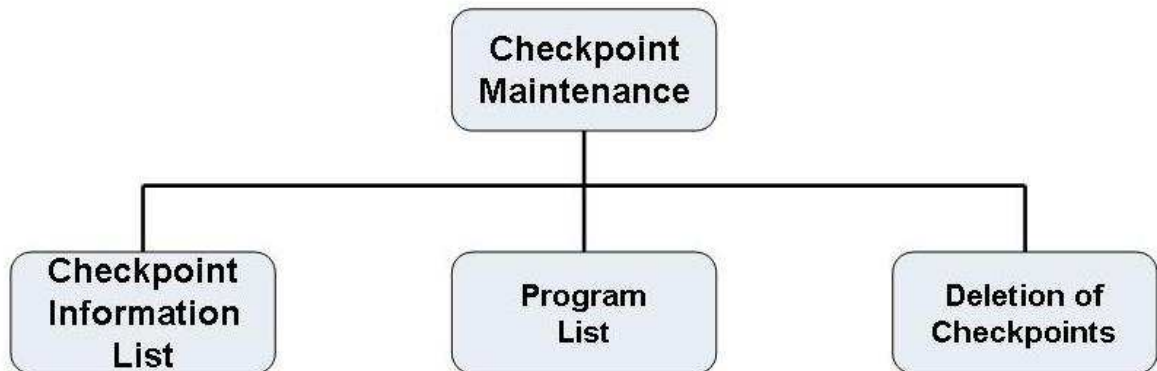 Checkpoint
Maintenance
Checkpoint
Information
List
Program
List
Deletion of
Checkpoints